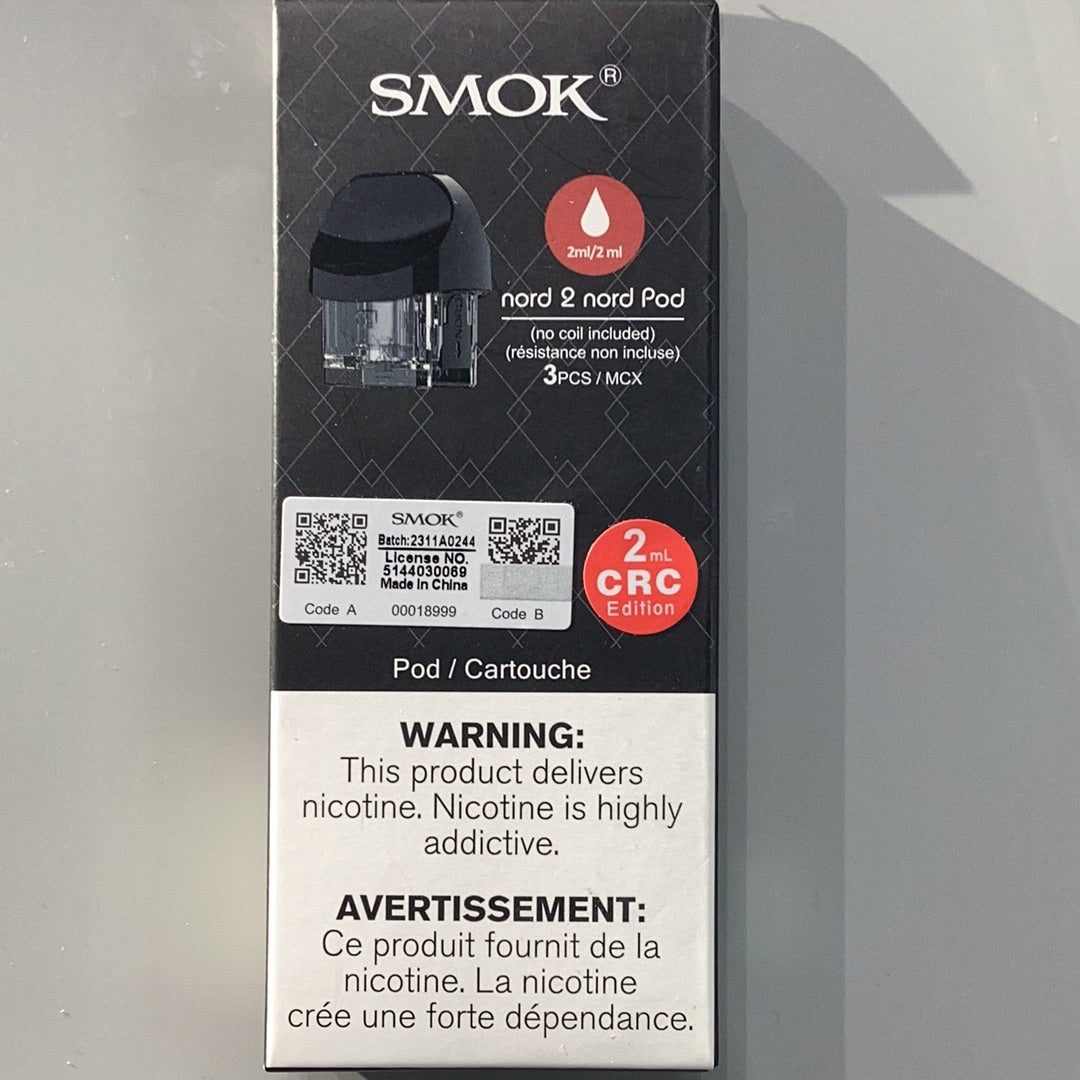 SMOK®
2ml/2 ml
nord 2 nord Pod
(no coil included)
(résistance non incluse)
3PCS / MCX
SMOK®
Batch:2311A0244
License NO.
5144030069
Made In China
Code A
00018999
Code B
2mL
CRC
Edition
Pod / Cartouche
WARNING:
This product delivers
nicotine. Nicotine is highly
addictive.
AVERTISSEMENT:
Ce produit fournit de la
nicotine. La nicotine
crée une forte dépendance.